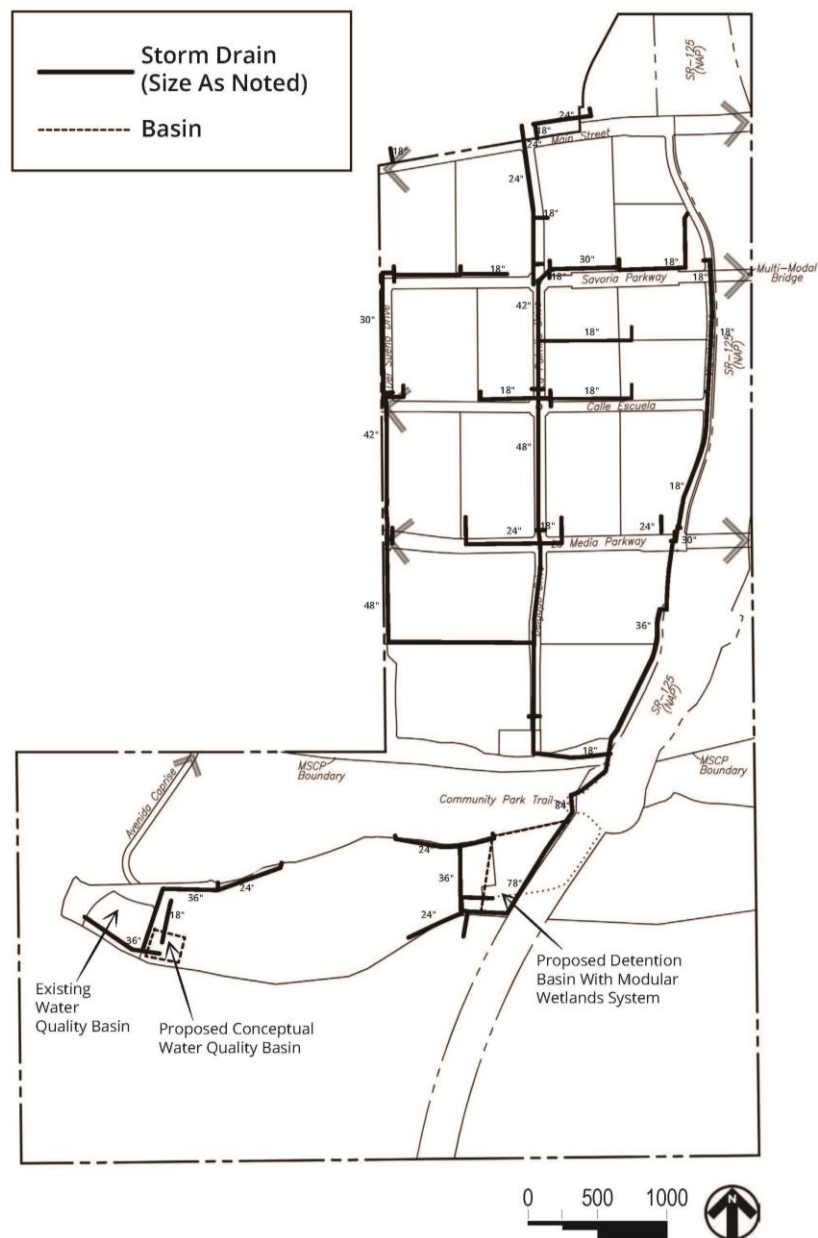 Storm Drain
(Size As Noted)
Basin
SR-125
(NAP)
24"
18"
Main Street
24"
18"
24"
18"
30"
18"
18"
18"
18"
Savoria Parkway
Multi-Modal
Bridge
42"
30"
18"
18"
SR-125
(NAP)
18"
18"
Calle Escuela
42"
48"
18"
24"
18"
24"
30"
Media Parkway
48"
36"
SR-125
(NAP)
18"
MSCP
Boundary
MSCP
Boundary
Avenida Caprise
Community Park Trail
84"
24"
36"
78"
24'
36"
18"
24"
36"
Existing
Water
Quality Basin
Proposed Conceptual
Water Quality Basin
Proposed Detention
Basin With Modular
Wetlands System
0 500 1000
N